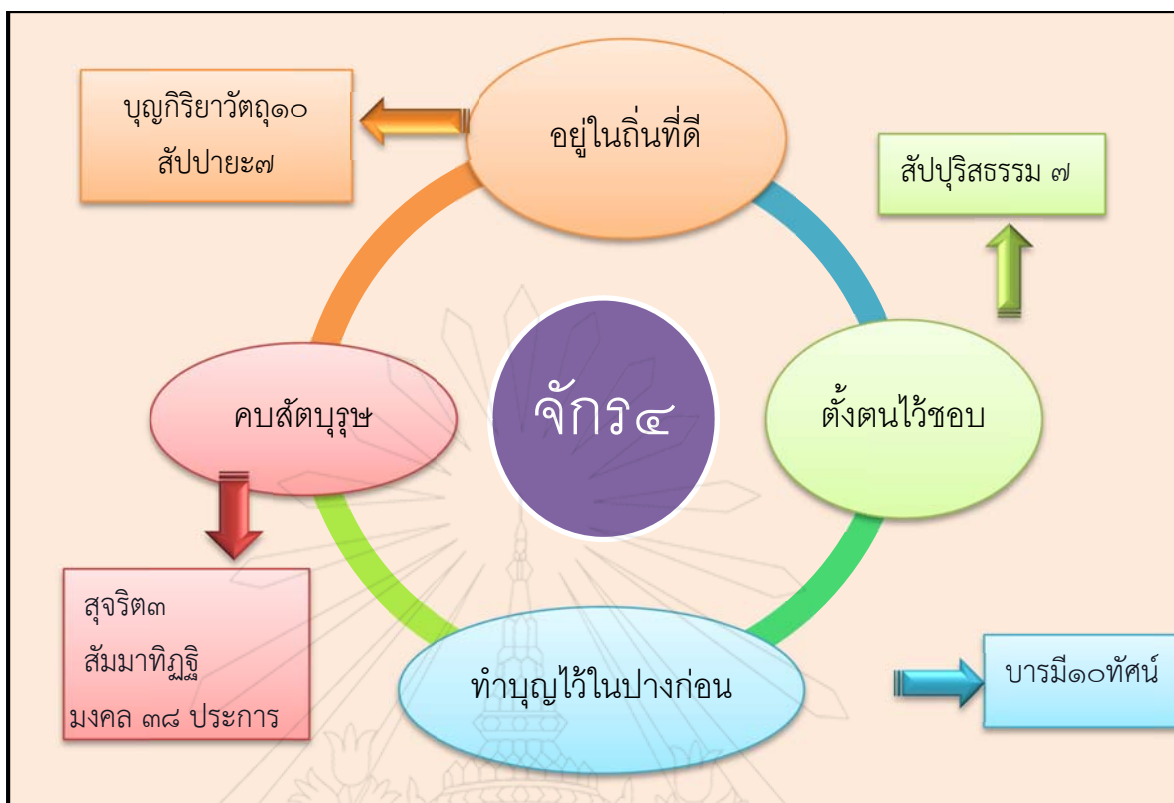 บุญกิริยาวัตถุ๑๐
สัปปายะ๗
อยู่ในถิ่นที่ดี
สัปปุริสธรรม ๗
คบสัตบุรุษ
จักร๔
ตั้งตนไว้ชอบ
สุจริต๓
สัมมาทิฏฐิ
มงคล ๓๘ ประการ
ทำบุญไว้ในปางก่อน
บารมี๑๐ทัศน์